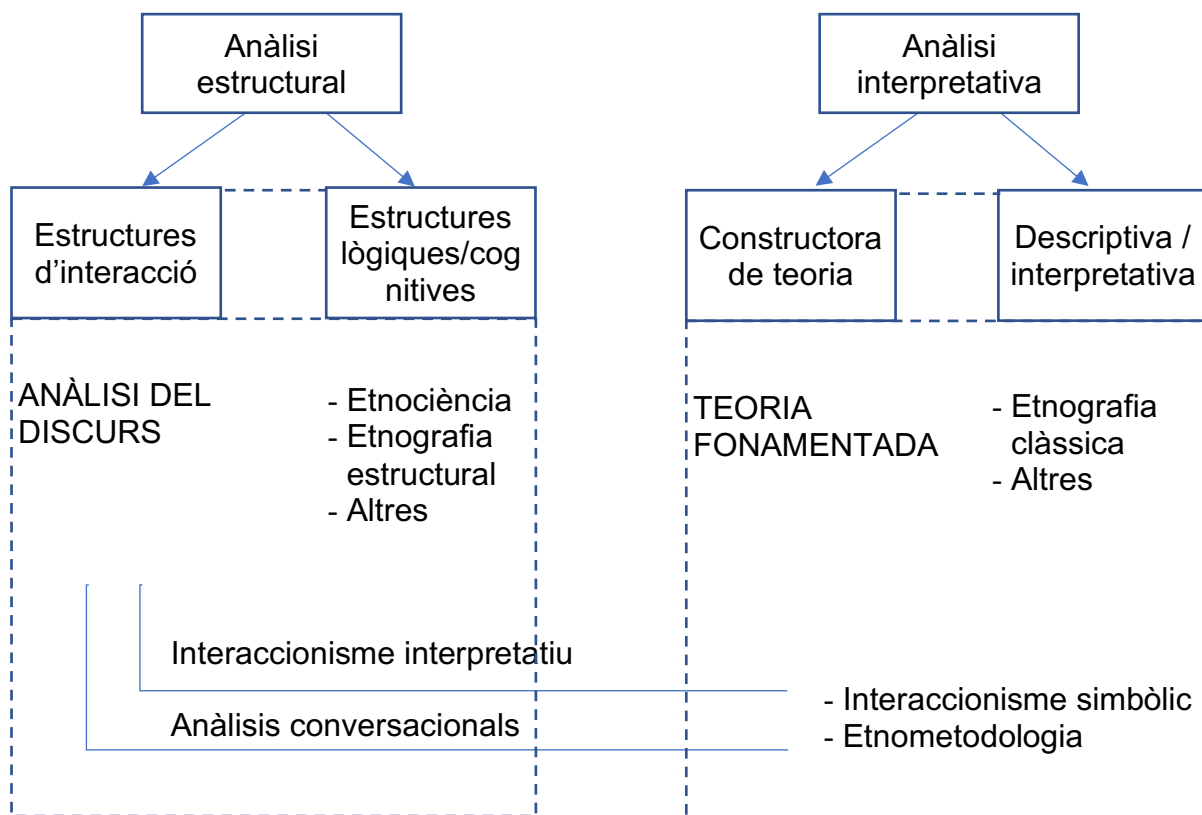 Anàlisi
estructural
Anàlisi
interpretativa
Estructures
d’interacció
Estructures
lògiques/cog
nitives
Constructora
de teoria
Descriptiva /
interpretativa
ANÀLISI DEL
DISCURS
- Etnociència
- Etnografia
estructural
- Altres
TEORIA
FONAMENTADA
- Etnografia
clàssica
- Altres
Interaccionisme interpretatiu
Anàlisis conversacionals
- Interaccionisme simbòlic
- Etnometodologia